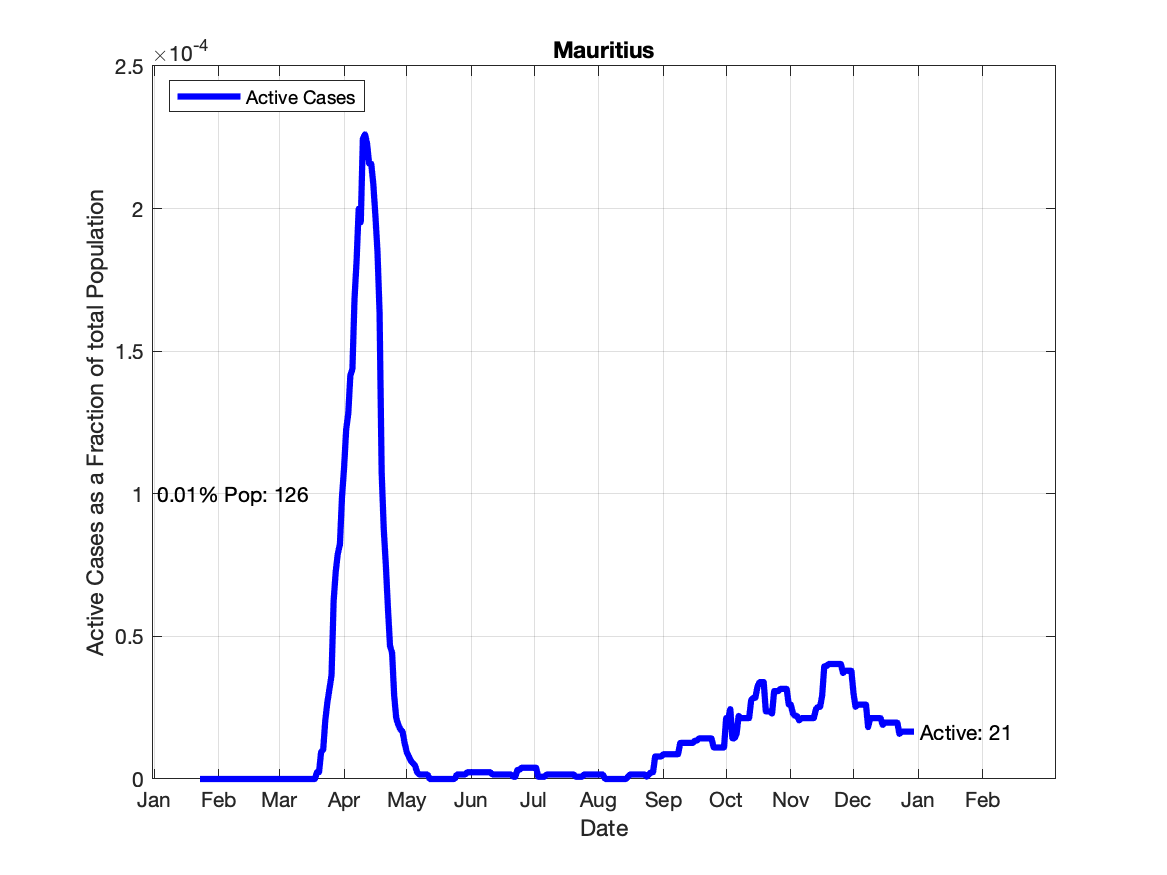 Mauritius
×10-4
Active Cases
2.5
2
1.5
1
0.5
0
Active Cases as a Fraction of total Population
0.01% Pop: 126
Active: 21
Jan Feb Mar Apr May Jun Jul Aug Sep Oct Nov Dec Jan Feb
Date